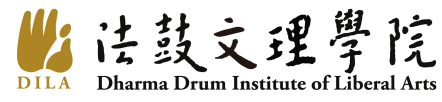 法鼓文理學院
DILA Dharma Drum Institute of Liberal Arts